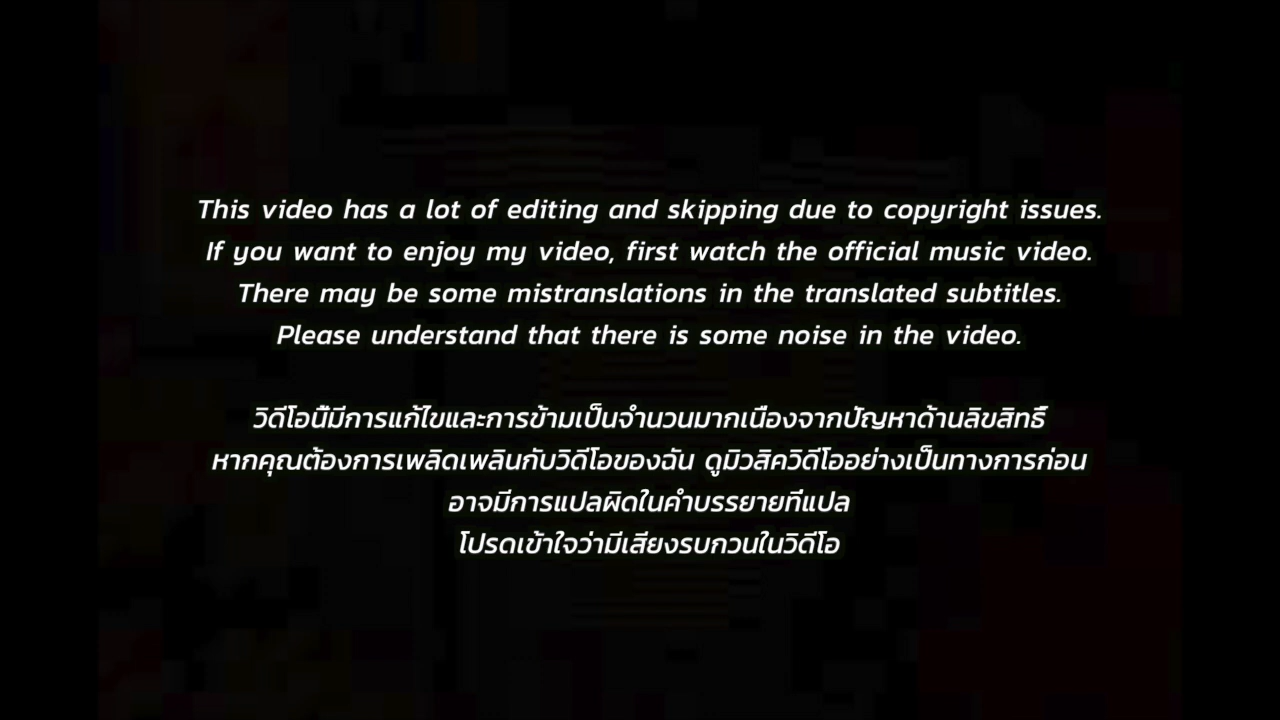 This video has a lot of editing and skipping due to copyright issues.
If you want to enjoy my video, first watch the official music video.
There may be some mistranslations in the translated subtitles.
Please understand that there is some noise in the video.
วิดีโอนี้มีการแก้ไขและการข้ามเป็นจำนวนมากเนื่องจากปัญหาด้านลิขสิทธิ์
หากคุณต้องการเพลิดเพลินกับวิดีโอของฉัน ดูมิวสิควิดีโออย่างเป็นทางการก่อน
อาจมีการแปลผิดในคำบรรยายที่แปล
โปรดเข้าใจว่ามีเสียงรบกวนในวิดีโอ